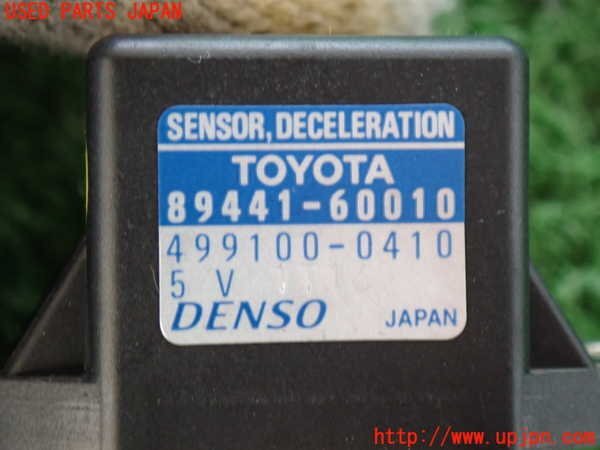 USED PARTS JAPAN
SENSOR, DECELERATION
TOYOTA
89441-60010
499100-0410
5 V
DENSO JAPAN
http://www.upjpn.com